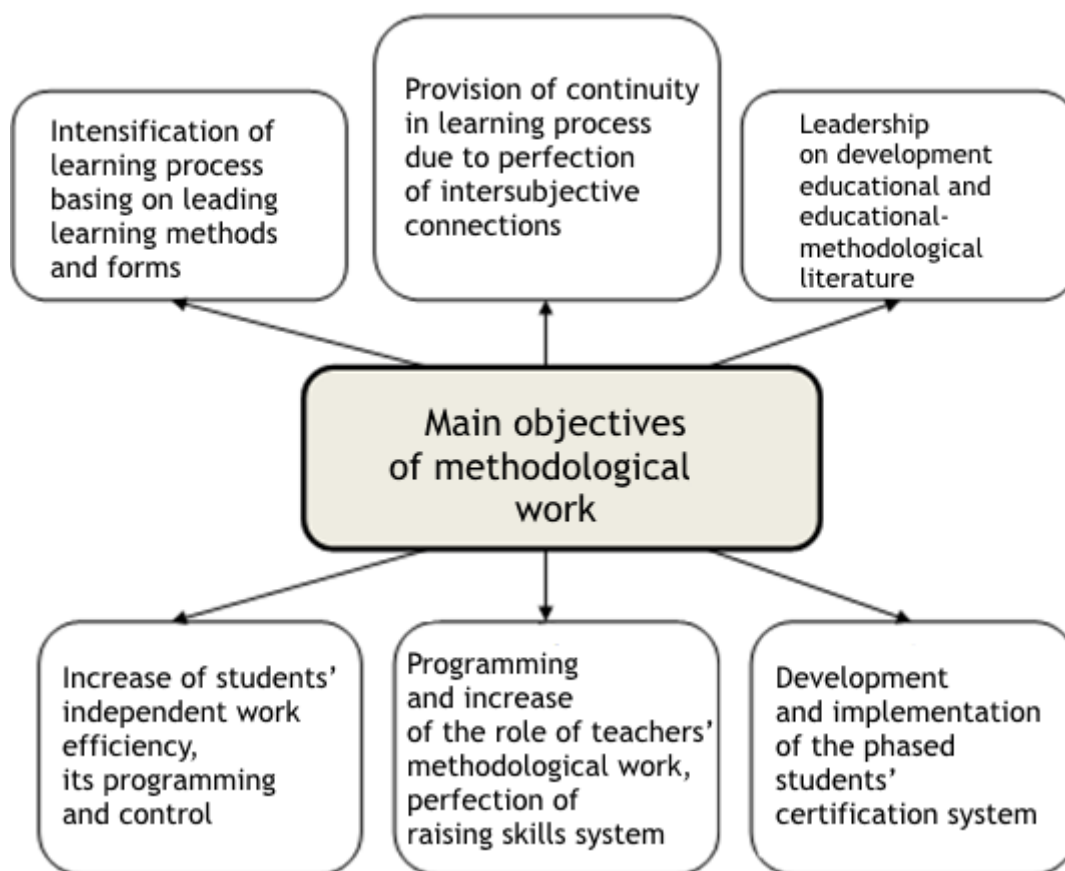 Intensification of
learning process
basing on leading
learning methods
and forms
Provision of continuity
in learning process
due to perfection
of intersubjective
connections
Leadership
on development
educational and
educational-
methodological
literature
Main objectives
of methodological
work
Increase of students’
independent work
efficiency,
its programming
and control
Programming
and increase
of the role of teachers’
methodological work,
perfection of
raising skills system
Development
and implementation
of the phased
students’
certification system